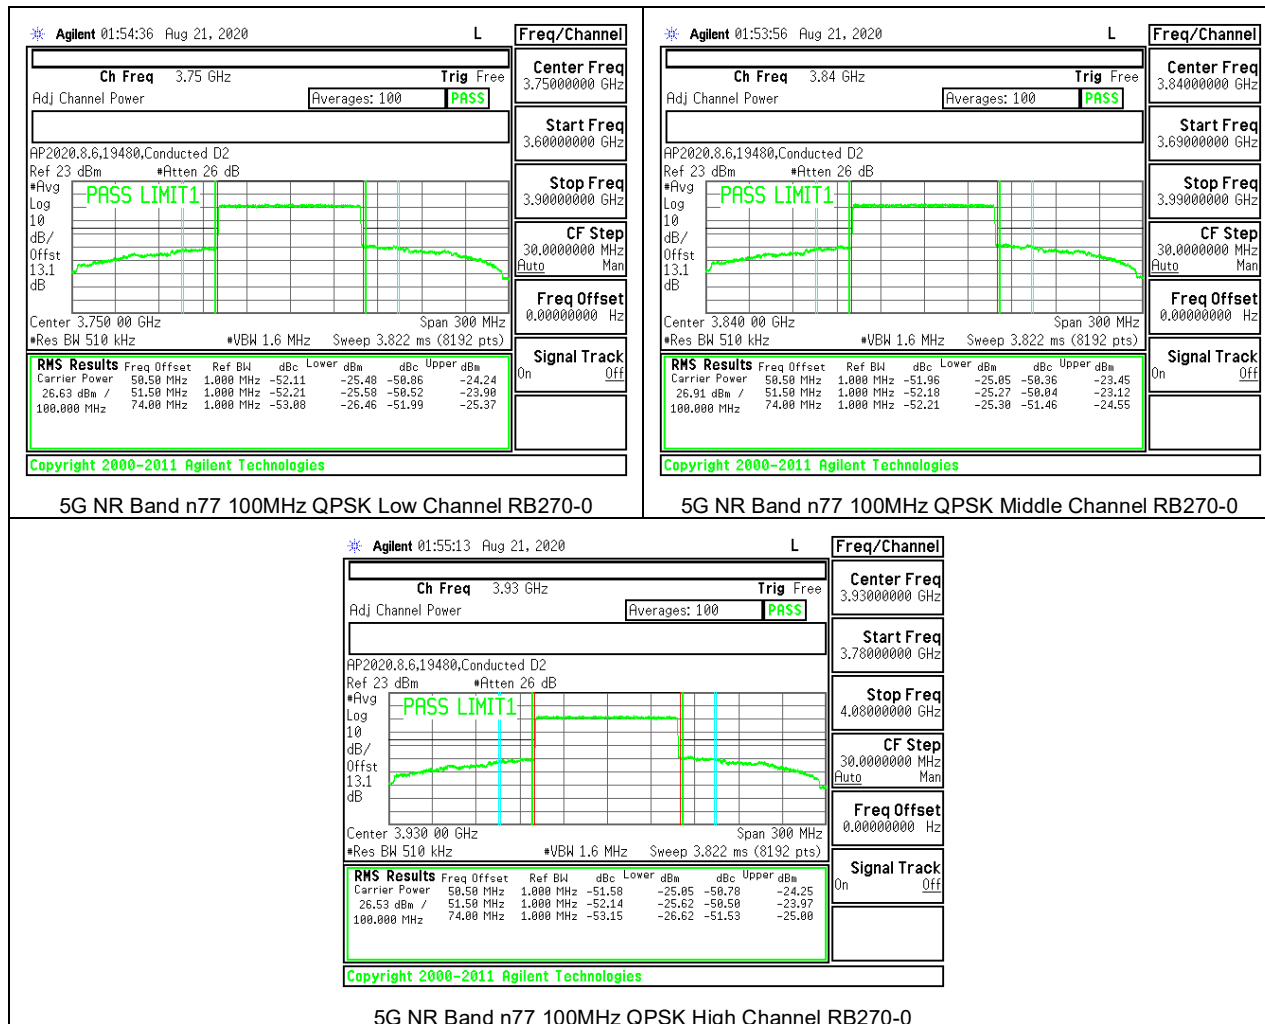 Agilent 01:54:36 Aug 21, 2020 L
Freq/Channel
Ch Freq 3.75 GHz Trig Free
Adj Channel Power Averages: 100 PASS
AP2020.8.6,19480,Conducted D2
Ref 23 dBm #Atten 26 dB
#Avg
Log
10
dB/
Offst
13.1
dB
PASS LIMIT1
Center 3.750 00 GHz Span 300 MHz
#Res BW 510 kHz #VBW 1.6 MHz Sweep 3.822 ms (8192 pts)
RMS Results Freq Offset Ref BW dBc Lower dBm dBc Upper dBm
Carrier Power 50.50 MHz 1.000 MHz -52.11 -25.48 -50.86 -24.24
26.63 dBm / 51.50 MHz 1.000 MHz -52.21 -25.58 -50.52 -23.90
100.000 MHz 74.00 MHz 1.000 MHz -53.08 -26.46 -51.99 -25.37
Copyright 2000-2011 Agilent Technologies
Center Freq
3.75000000 GHz
Start Freq
3.60000000 GHz
Stop Freq
3.90000000 GHz
CF Step
30.0000000 MHz
Auto Man
Freq Offset
0.00000000 Hz
Signal Track
On Off
5G NR Band n77 100MHz QPSK Low Channel RB270-0
Agilent 01:53:56 Aug 21, 2020 L
Freq/Channel
Ch Freq 3.84 GHz Trig Free
Adj Channel Power Averages: 100 PASS
AP2020.8.6,19480,Conducted D2
Ref 23 dBm #Atten 26 dB
#Avg
Log
10
dB/
Offst
13.1
dB
PASS LIMIT1
Center 3.840 00 GHz Span 300 MHz
#Res BW 510 kHz #VBW 1.6 MHz Sweep 3.822 ms (8192 pts)
RMS Results Freq Offset Ref BW dBc Lower dBm dBc Upper dBm
Carrier Power 50.50 MHz 1.000 MHz -51.96 -25.05 -50.36 -23.45
26.91 dBm / 51.50 MHz 1.000 MHz -52.18 -25.27 -50.04 -23.12
100.000 MHz 74.00 MHz 1.000 MHz -52.21 -25.30 -51.46 -24.55
Copyright 2000-2011 Agilent Technologies
Center Freq
3.84000000 GHz
Start Freq
3.69000000 GHz
Stop Freq
3.99000000 GHz
CF Step
30.0000000 MHz
Auto Man
Freq Offset
0.00000000 Hz
Signal Track
On Off
5G NR Band n77 100MHz QPSK Middle Channel RB270-0
Agilent 01:55:13 Aug 21, 2020 L
Freq/Channel
Ch Freq 3.93 GHz Trig Free
Adj Channel Power Averages: 100 PASS
AP2020.8.6,19480,Conducted D2
Ref 23 dBm #Atten 26 dB
#Avg
Log
10
dB/
Offst
13.1
dB
PASS LIMIT1
Center 3.930 00 GHz Span 300 MHz
#Res BW 510 kHz #VBW 1.6 MHz Sweep 3.822 ms (8192 pts)
RMS Results Freq Offset Ref BW dBc Lower dBm dBc Upper dBm
Carrier Power 50.50 MHz 1.000 MHz -51.58 -25.05 -50.78 -24.25
26.53 dBm / 51.50 MHz 1.000 MHz -52.14 -25.62 -50.50 -23.97
100.000 MHz 74.00 MHz 1.000 MHz -53.15 -26.62 -51.53 -25.00
Copyright 2000-2011 Agilent Technologies
Center Freq
3.93000000 GHz
Start Freq
3.78000000 GHz
Stop Freq
4.08000000 GHz
CF Step
30.0000000 MHz
Auto Man
Freq Offset
0.00000000 Hz
Signal Track
On Off
5G NR Band n77 100MHz QPSK High Channel RB270-0